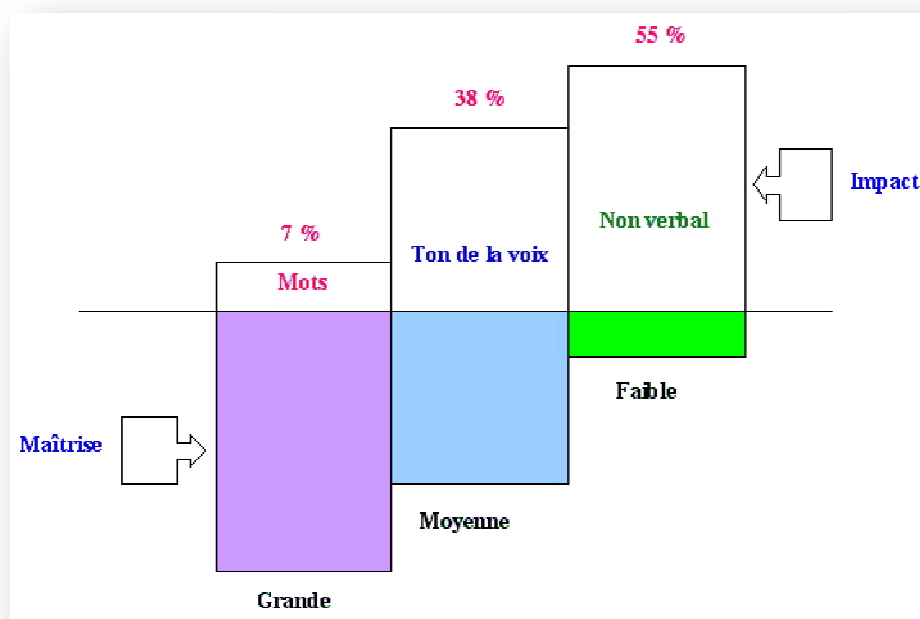 55 %
38 %
Impact
Non verbal
7 %
Ton de la voix
Mots
Faible
Maîtrise
Moyenne
Grande